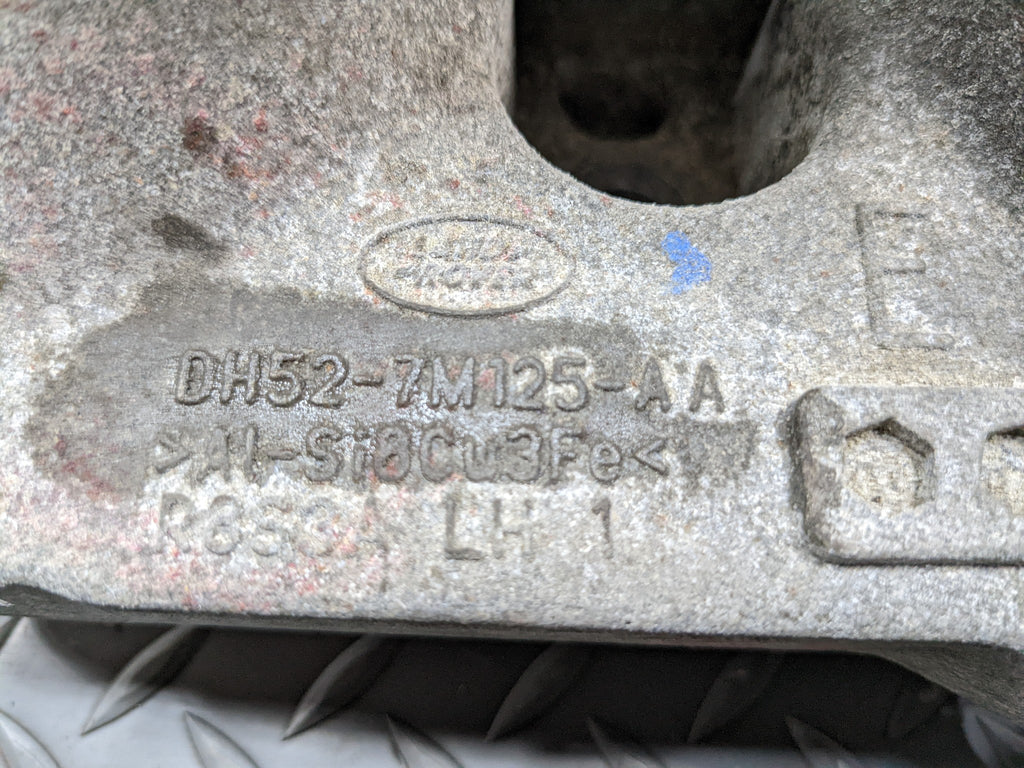 LAND
ROVER
DH52-7M125-AA
>Al-Si8Cu3Fe<
LH 1